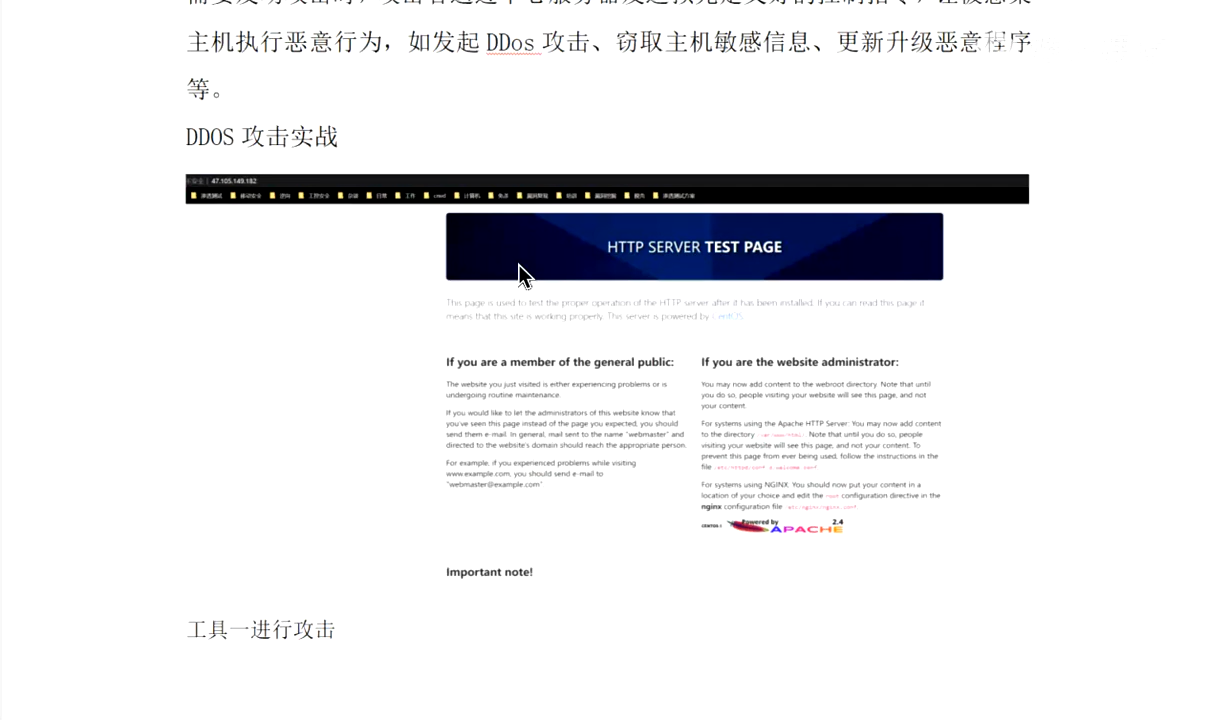 主机执行恶意行为，如发起 DDos 攻击、窃取主机敏感信息、更新升级恶意程序
等。
DDOS 攻击实战
47.105.149.182
HTTP SERVER TEST PAGE
This page is used to test the proper operation of the HTTP server after it has been installed. If you can read this page it
means that this site is working properly. This server is powered by
If you are a member of the general public:
The website you just visited is either experiencing problems or is
undergoing routine maintenance.
If you would like to let the administrators of this website know that
you've seen this page instead of the page you expected, you should
send them e-mail. In general, mail sent to the name "webmaster" and
directed to the website's domain should reach the appropriate person.
For example, if you experienced problems while visiting
www.example.com, you should send e-mail to
"webmaster@example.com"
If you are the website administrator:
You may now add content to the webroot directory. Note that until
you do so, people visiting your website will see this page, and not
your content.
For systems using the Apache HTTP Server: You may now add content
to the directory Note that until you do so, people
visiting your website will see this page, and not your content. To
prevent this page from ever being used, follow the instructions in the
file
For systems using NGINX: You should now put your content in a
location of your choice and edit the root configuration directive in the
nginx configuration file
Powered by 2.4
APACHE
Important note!
工具一进行攻击